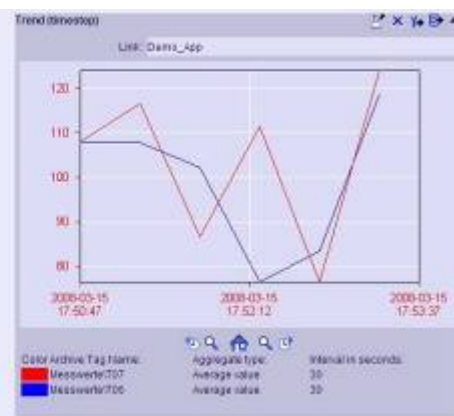 Trend (timestep)
Link: Demo_App
120
110
100
90
80
2008-03-15 2008-03-15 2008-03-15
17:50:47 17:52:12 17:53:37
Color Archive Tag Name: Aggregate type: Interval in seconds:
Messwerte\T07 Average value 30
Messwerte\T06 Average value 30